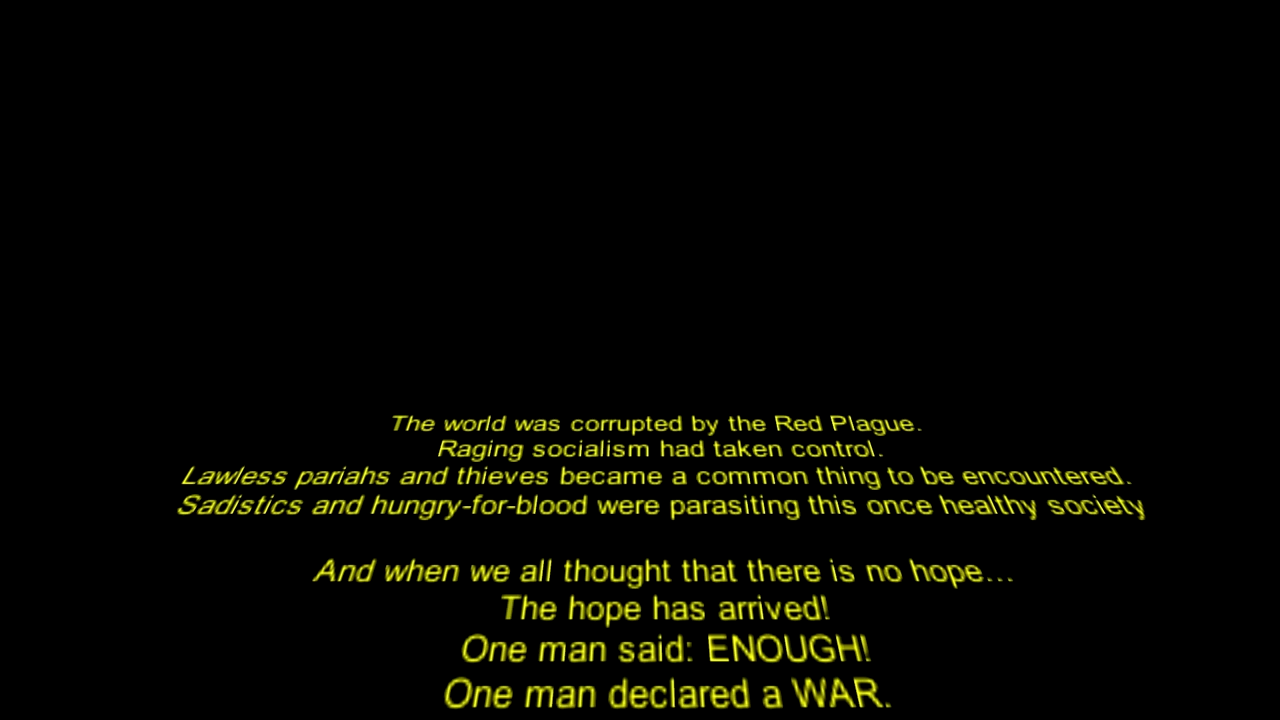 The world was corrupted by the Red Plague.
Raging socialism had taken control.
Lawless pariahs and thieves became a common thing to be encountered.
Sadistics and hungry-for-blood were parasiting this once healthy society
And when we all thought that there is no hope...
The hope has arrived!
One man said: ENOUGH!
One man declared a WAR.